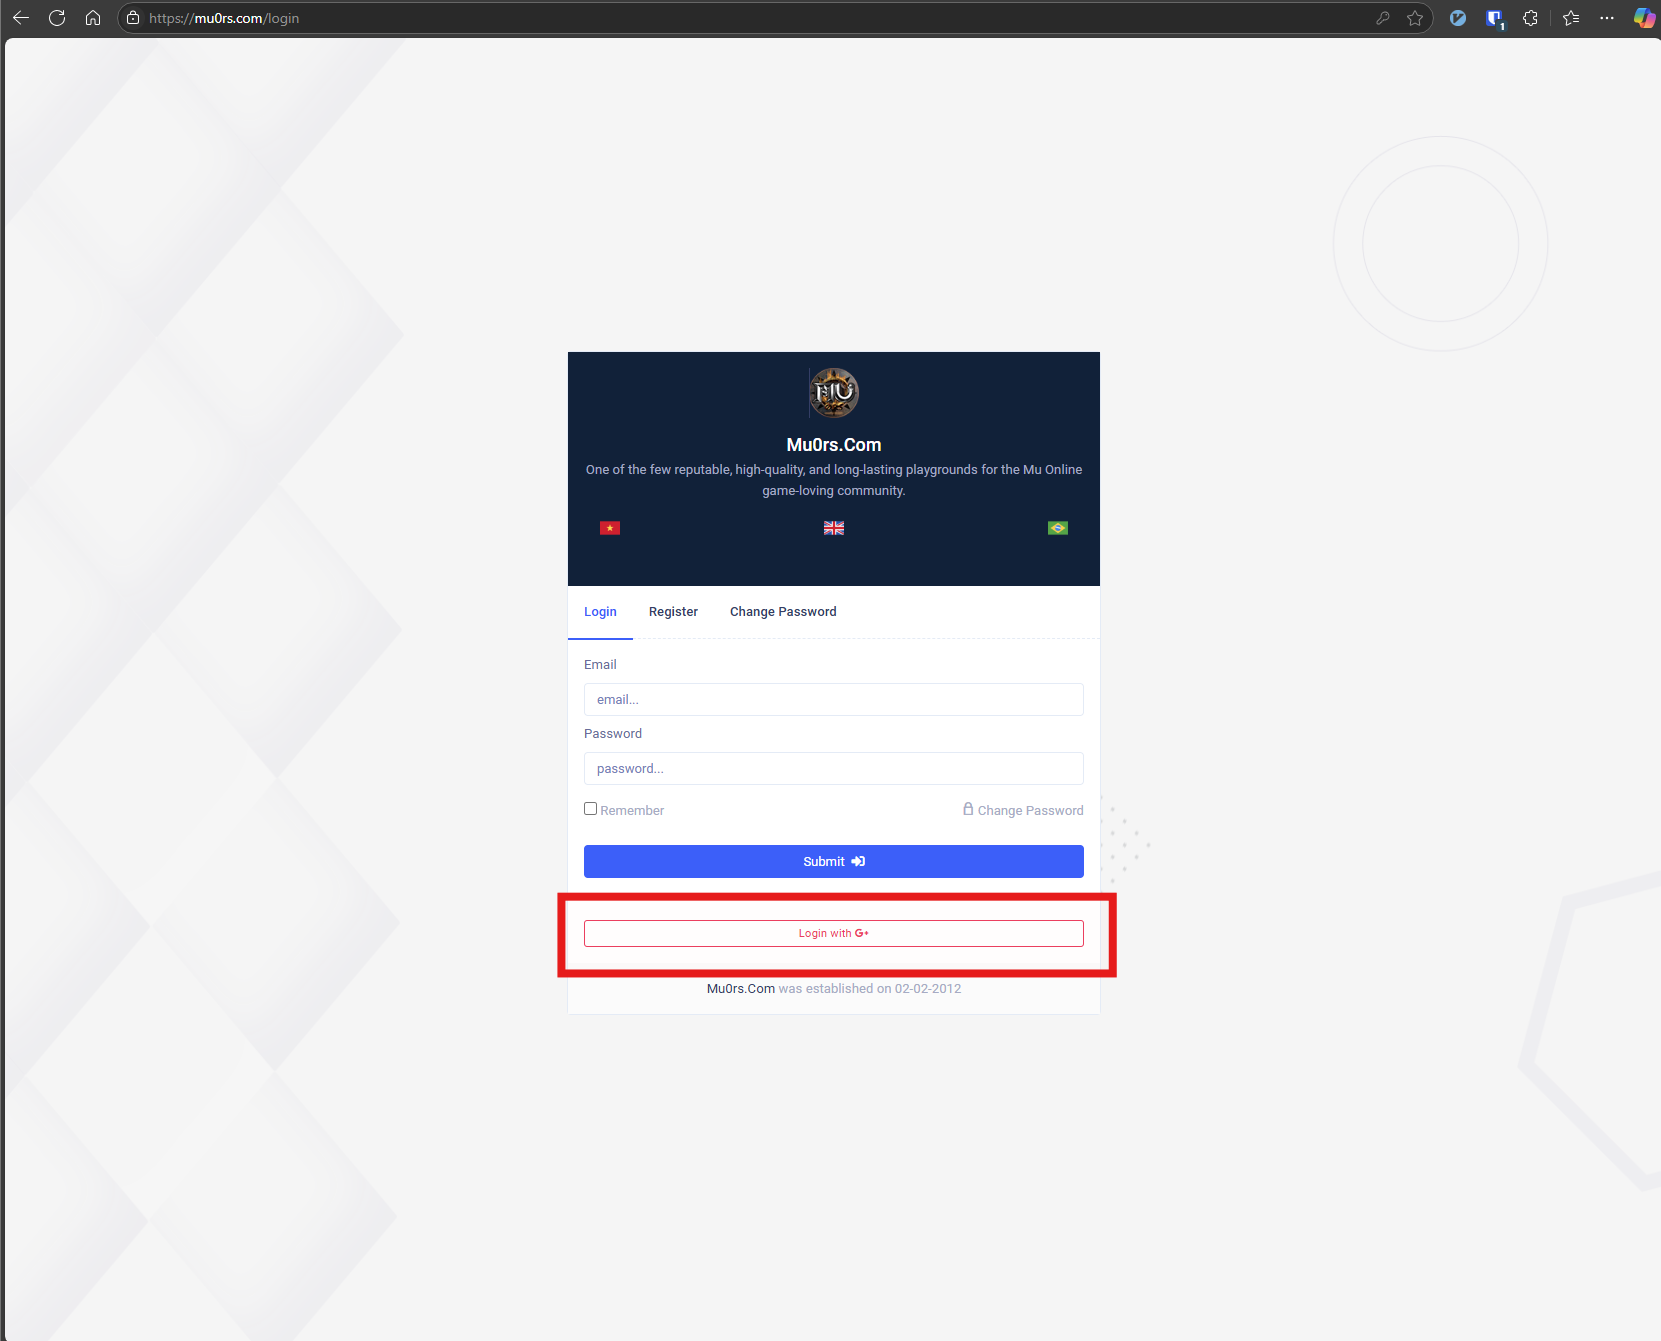 https://mu0rs.com/login
1
MU
Mu0rs.Com
One of the few reputable, high-quality, and long-lasting playgrounds for the Mu Online
game-loving community.
Login Register Change Password
Email
email...
Password
password...
Remember Change Password
Submit
Login with G+
Mu0rs.Com was established on 02-02-2012